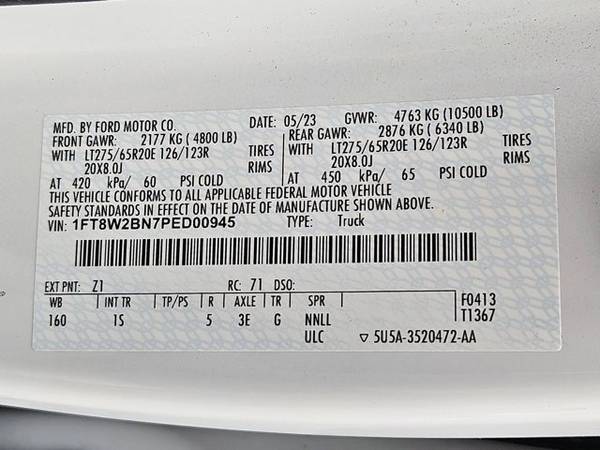 MFD. BY FORD MOTOR CO. DATE: 05/23 GVWR: 4763 KG (10500 LB)
FRONT GAWR: 2177 KG ( 4800 LB) REAR GAWR: 2876 KG ( 6340 LB)
WITH LT275/65R20E 126/123R TIRES WITH LT275/65R20E 126/123R TIRES
20X8.0J RIMS 20X8.0J RIMS
AT 420 kPa/ 60 PSI COLD AT 450 kPa/ 65 PSI COLD
THIS VEHICLE CONFORMS TO ALL APPLICABLE FEDERAL MOTOR VEHICLE
SAFETY STANDARDS IN EFFECT ON THE DATE OF MANUFACTURE SHOWN ABOVE.
VIN: 1FT8W2BN7PED00945 TYPE: Truck
EXT PNT: Z1 RC: 71 DSO:
WB INT TR TP/PS R AXLE TR SPR F0413
160 1S 5 3E G NNLL T1367
ULC 5U5A-3520472-AA